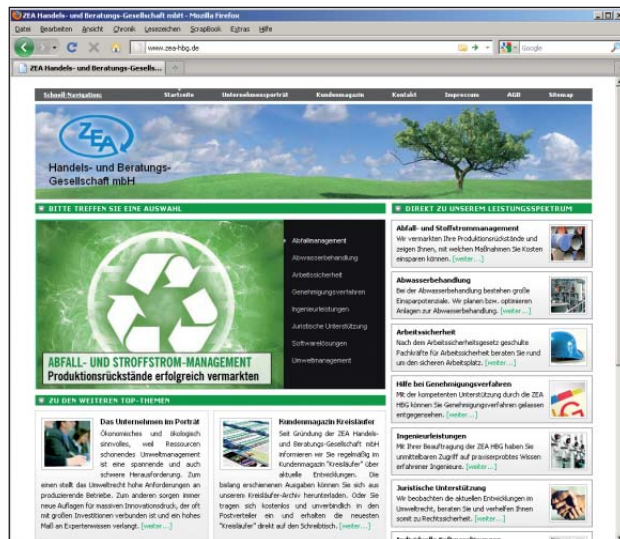 ZEA Handels- und Beratungs-Gesellschaft mbH - Mozilla Firefox
Datei Bearbeiten Ansicht Chronik Lesezeichen ScrapBook Extras Hilfe
www.zea-hbg.de
Google
ZEA Handels- und Beratungs-Gesells...
Schnell-Navigation: Startseite Unternehmensporträt Kundenmagazin Kontakt Impressum AGB Sitemap
ZEA
Handels- und Beratungs-
Gesellschaft mbH
BITTE TREFFEN SIE EINE AUSWAHL
Abfallmanagement
Abwasserbehandlung
Arbeitssicherheit
Genehmigungsverfahren
Ingenieurleistungen
Juristische Unterstützung
Softwarelösungen
Umweltmanagement
ABFALL- UND STROFFSTROM-MANAGEMENT
Produktionsrückstände erfolgreich vermarkten
ZU DEN WEITEREN TOP-THEMEN
Das Unternehmen im Porträt
Ökonomisches und ökologisch
sinnvolles, weil Ressourcen
schonendes Umweltmanagement
ist eine spannende und auch
schwere Herausforderung. Zum
einen stellt das Umweltrecht hohe Anforderungen an
produzierende Betriebe. Zum anderen sorgen immer
neue Auflagen für massiven Innovationsdruck, der oft
mit großen Investitionen verbunden ist und ein hohes
Maß an Expertenwissen verlangt. [weiter...]
Kundenmagazin Kreisläufer
Seit Gründung der ZEA Handels-
und Beratungs-Gesellschaft mbH
informieren wir Sie regelmäßig im
Kundenmagazin "Kreisläufer" über
aktuelle Entwicklungen. Die
bislang erschienenen Ausgaben können Sie sich aus
unserem Kreisläufer-Archiv herunterladen. Oder Sie
tragen sich kostenlos und unverbindlich in den
Postverteiler ein und erhalten die neuesten
"Kreisläufer" direkt auf den Schreibtisch. [weiter...]
DIREKT ZU UNSEREM LEISTUNGSSPEKTRUM
Abfall- und Stoffstrommanagement
Wir vermarkten Ihre Produktionsrückstände und
zeigen Ihnen, mit welchen Maßnahmen Sie Kosten
einsparen können. [weiter...]
Abwasserbehandlung
Bei der Abwasserbehandlung bestehen große
Einsparpotenziale. Wir planen bzw. optimieren
Anlagen zur Abwasserbehandlung. [weiter...]
Arbeitssicherheit
Nach dem Arbeitssicherheitsgesetz geschulte
Fachkräfte für Arbeitssicherheit beraten Sie rund
um den sicheren Arbeitsplatz. [weiter...]
Hilfe bei Genehmigungsverfahren
Mit der kompetenten Unterstützung durch die ZEA
HBG können Sie Genehmigungsverfahren gelassen
entgegensehen. [weiter...]
Ingenieurleistungen
Mit Ihrer Beauftragung der ZEA HBG haben Sie
unmittelbaren Zugriff auf praxiserprobtes Wissen
erfahrener Ingenieure. [weiter...]
Juristische Unterstützung
Wir beobachten die aktuellen Entwicklungen im
Umweltrecht, beraten Sie und verhelfen Ihnen
somit zu Rechtssicherheit. [weiter...]